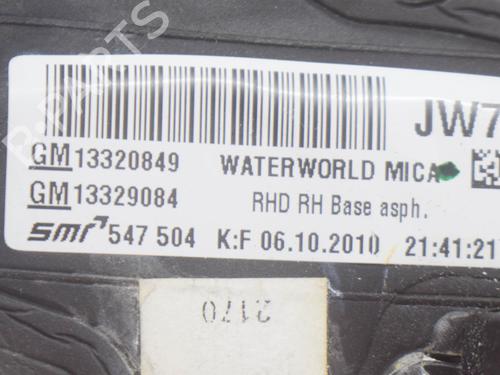 B-PARTS
JW7
GM13320849 WATERWORLD MICA
GM13329084 RHD RH Base asph.
smr 547 504 K:F 06.10.2010 21:41:21
2170